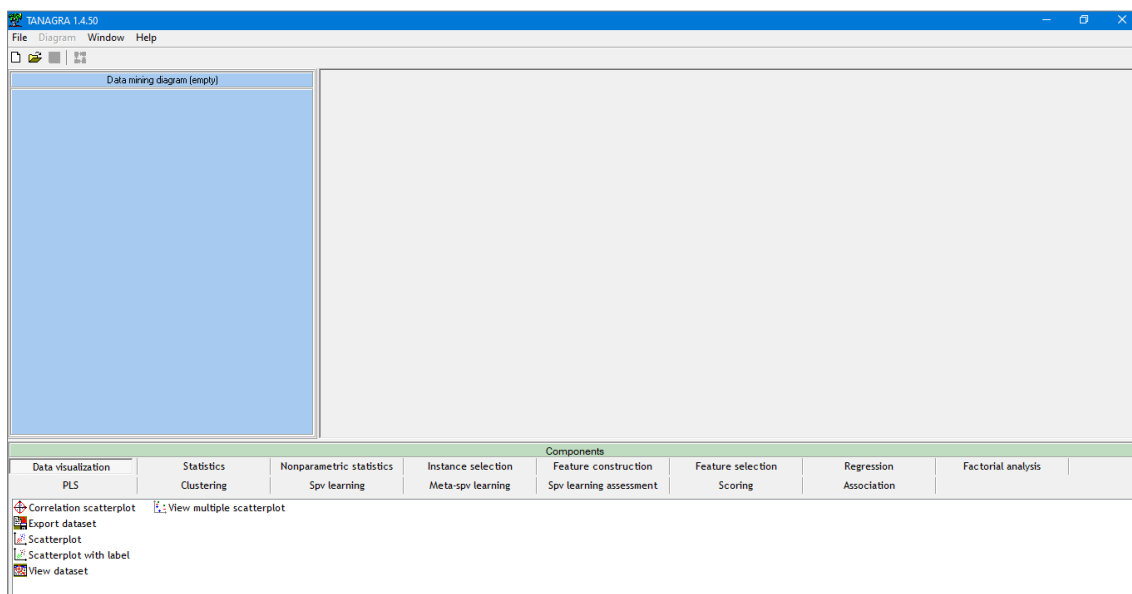 TANAGRA 1.4.50
File Diagram Window Help
Data mining diagram (empty)
Components
Data visualization Statistics Nonparametric statistics Instance selection Feature construction Feature selection Regression Factorial analysis
PLS Clustering Spv learning Meta-spv learning Spv learning assessment Scoring Association
Correlation scatterplot View multiple scatterplot
Export dataset
Scatterplot
Scatterplot with label
View dataset